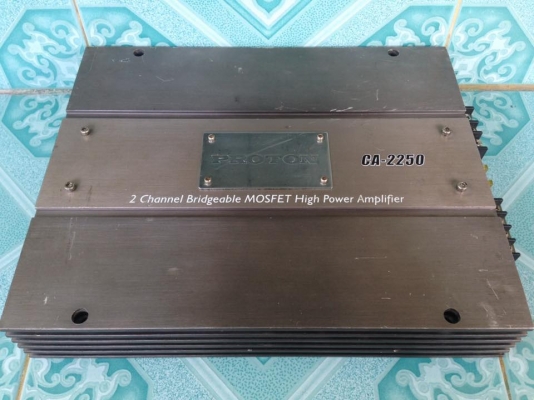 PROTON
CA-2250
2 Channel Bridgeable MOSFET High Power Amplifier